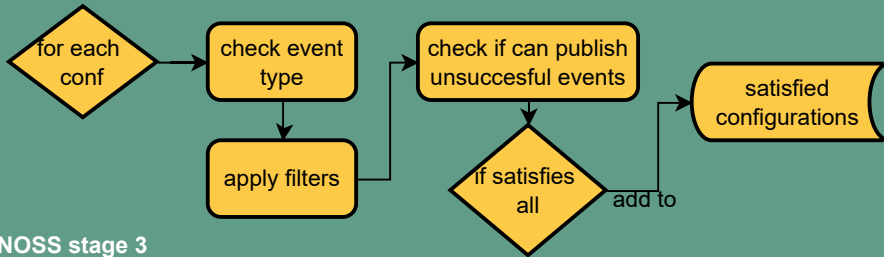 for each
conf
check event
type
apply filters
check if can publish
unsuccesful events
if satisfies
all
add to
satisfied
configurations
NOSS stage 3